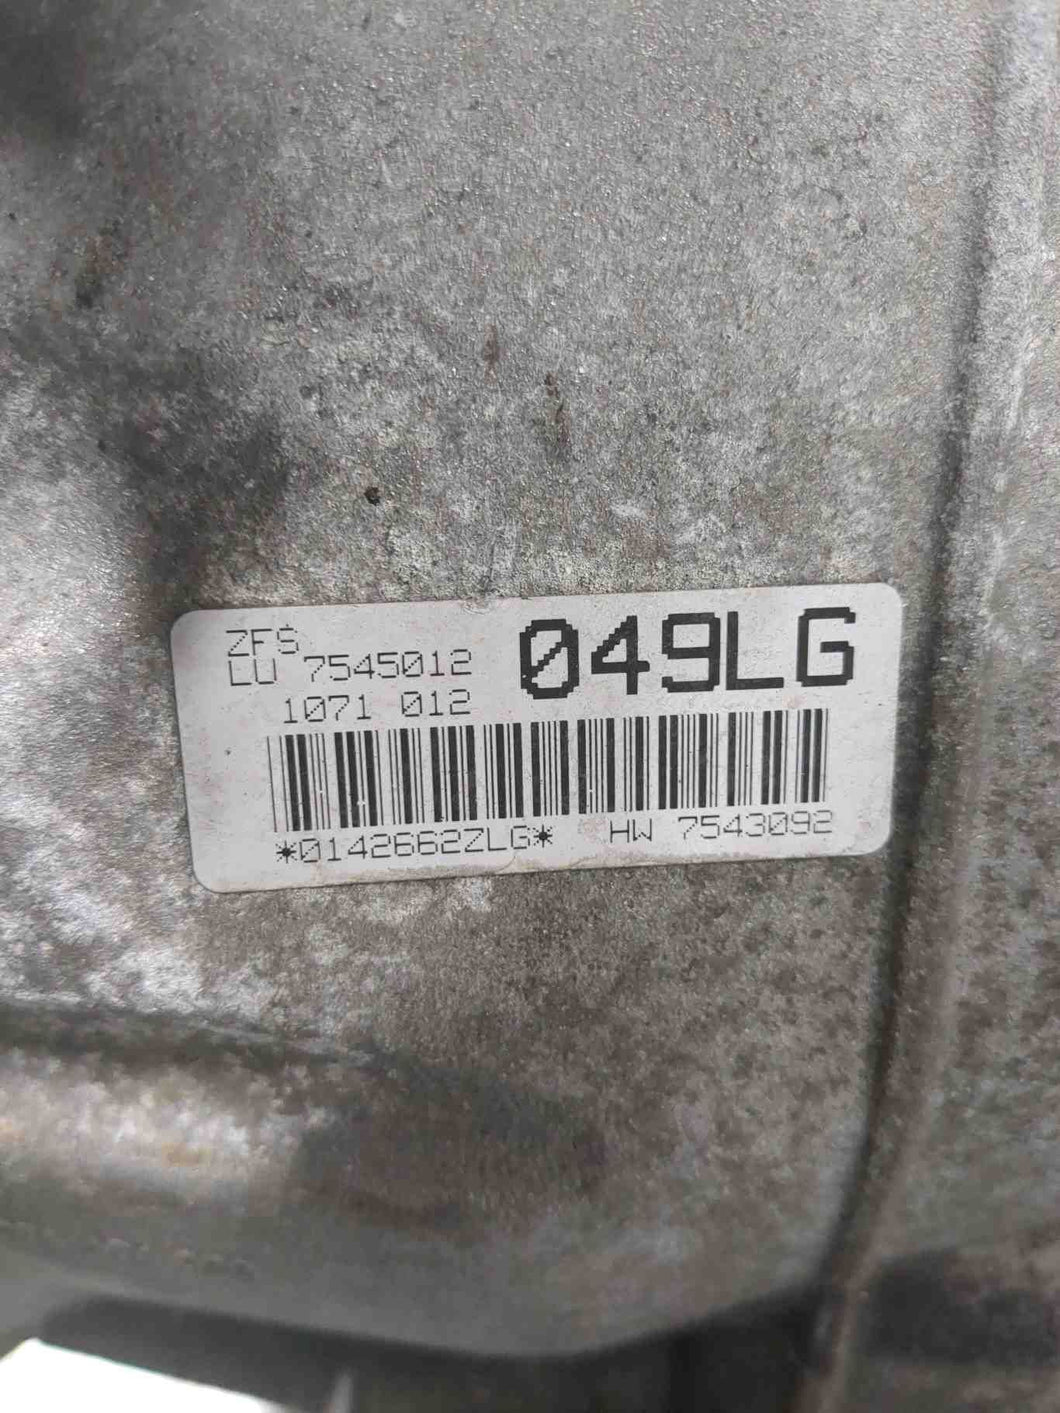 ZFS
LU 7545012
1071 012
049LG
*0142662ZLG* HW 7543092